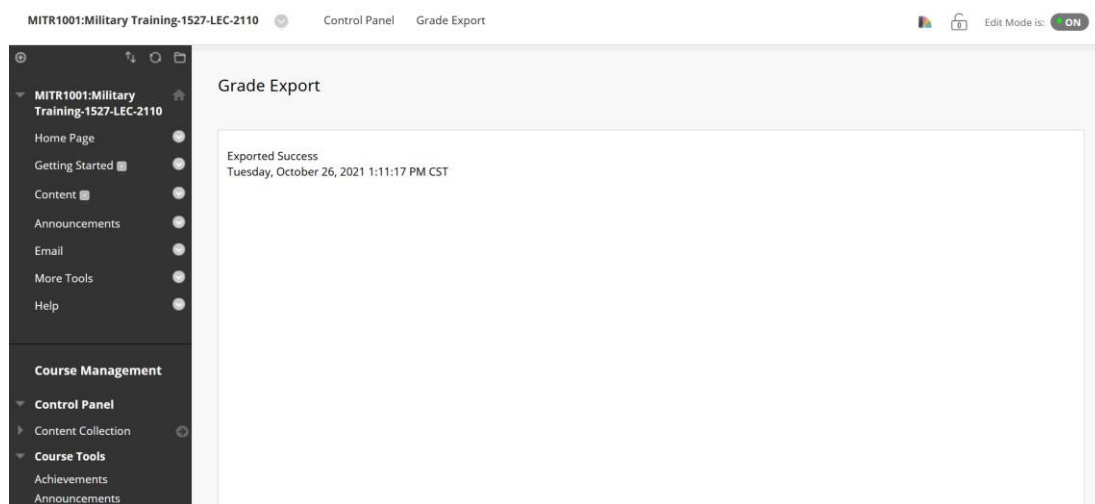 MITR1001:Military Training-1527-LEC-2110 Control Panel Grade Export Edit Mode is: ON
MITR1001:Military
Training-1527-LEC-2110
Home Page
Getting Started
Content
Announcements
Email
More Tools
Help
Course Management
Control Panel
Content Collection
Course Tools
Achievements
Announcements
Grade Export
Exported Success
Tuesday, October 26, 2021 1:11:17 PM CST